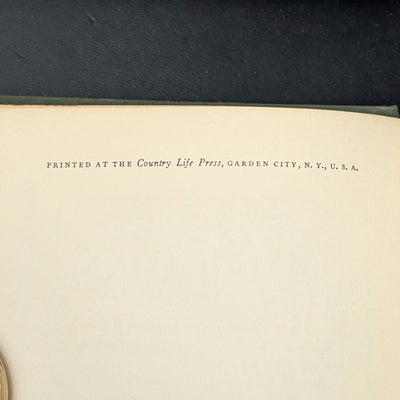 PRINTED AT THE Country Life Press, GARDEN CITY, N. Y., U. S. A.